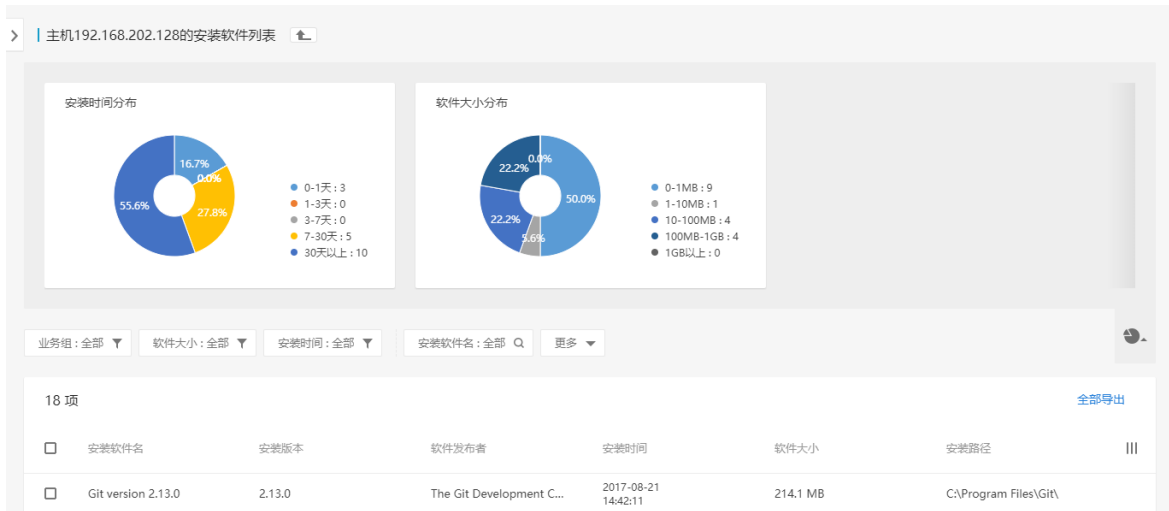 主机192.168.202.128的安装软件列表
安装时间分布
16.7%
0.0%
27.8%
55.6%
0-1天 : 3
1-3天 : 0
3-7天 : 0
7-30天 : 5
30天以上 : 10
软件大小分布
0.0%
22.2%
50.0%
22.2%
5.6%
0-1MB : 9
1-10MB : 1
10-100MB : 4
100MB-1GB : 4
1GB以上 : 0
业务组 : 全部 软件大小 : 全部 安装时间 : 全部 安装软件名 : 全部 更多
18 项 全部导出
安装软件名 安装版本 软件发布者 安装时间 软件大小 安装路径
Git version 2.13.0 2.13.0 The Git Development C... 2017-08-21 14:42:11 214.1 MB C:\Program Files\Git\